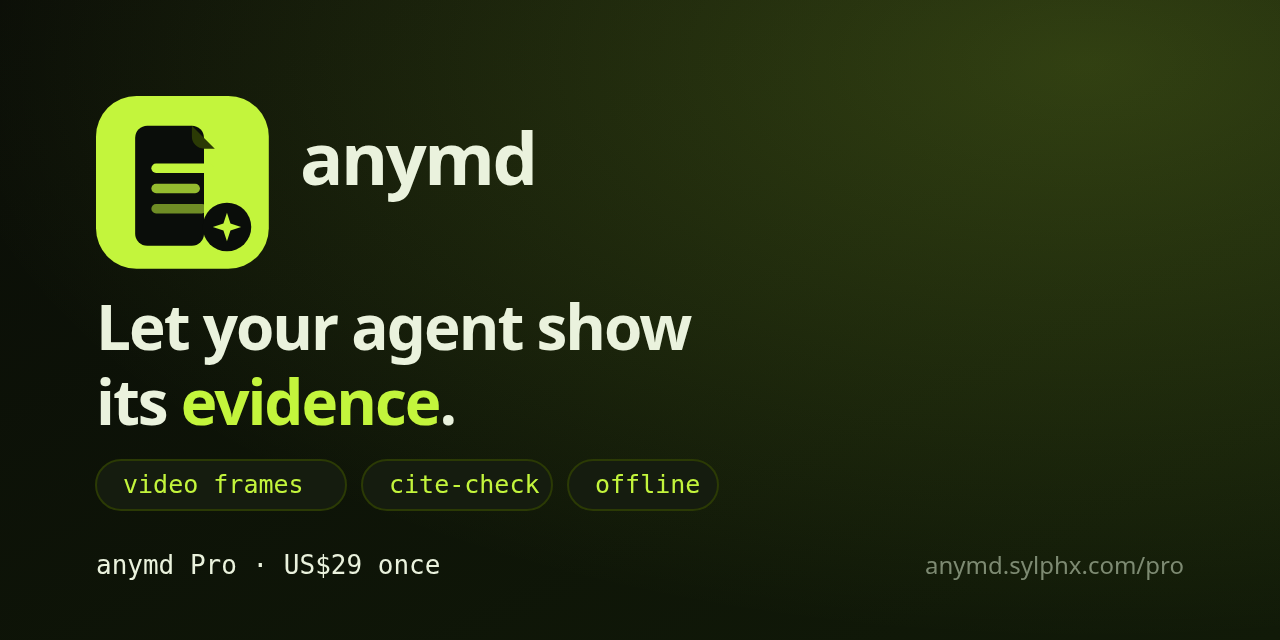 anymd
Let your agent show
its evidence.
video frames
cite-check
offline
anymd Pro · US$29 once
anymd.sylphx.com/pro